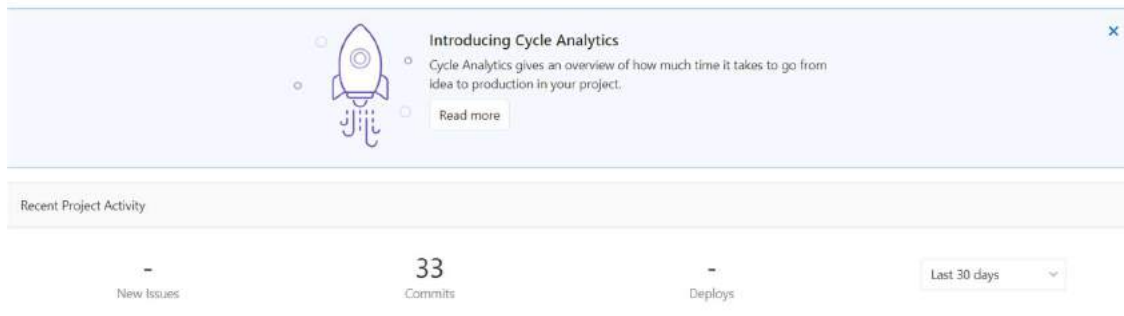 Introducing Cycle Analytics
Cycle Analytics gives an overview of how much time it takes to go from
idea to production in your project.
Read more
Recent Project Activity
- 33 - Last 30 days
New Issues Commits Deploys